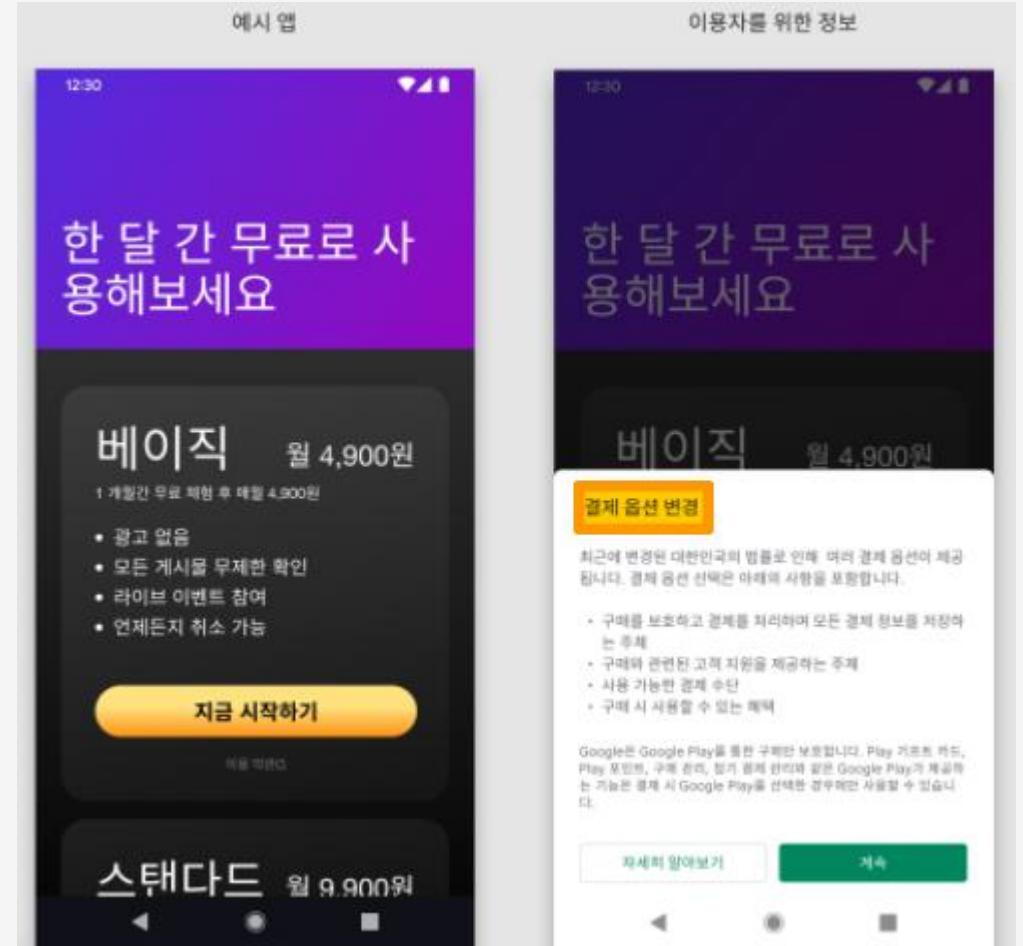 예시 앱
12:30
한 달 간 무료로 사
용해보세요
베이직 월 4,900원
1 개월간 무료 체험 후 매월 4,900원
• 광고 없음
• 모든 게시물 무제한 확인
• 라이브 이벤트 참여
• 언제든지 취소 가능
지금 시작하기
이용 약관
스탠다드 월 9,900원
이용자를 위한 정보
12:30
한 달 간 무료로 사
용해보세요
베이직 월 4,900원
결제 옵션 변경
최근에 변경된 대한민국의 법률로 인해 여러 결제 옵션이 제공
됩니다. 결제 옵션 선택은 아래의 사항을 포함합니다.
• 구매를 보호하고 결제를 처리하며 모든 결제 정보를 저장하
는 주체
• 구매와 관련된 고객 지원을 제공하는 주체
• 사용 가능한 결제 수단
• 구매 시 사용할 수 있는 혜택
Google은 Google Play를 통한 구매만 보호합니다. Play 기프트 카드,
Play 포인트, 구매 관리, 정기 결제 관리와 같은 Google Play가 제공하
는 기능은 결제 시 Google Play를 선택한 경우에만 사용할 수 있습니
다.
자세히 알아보기
계속